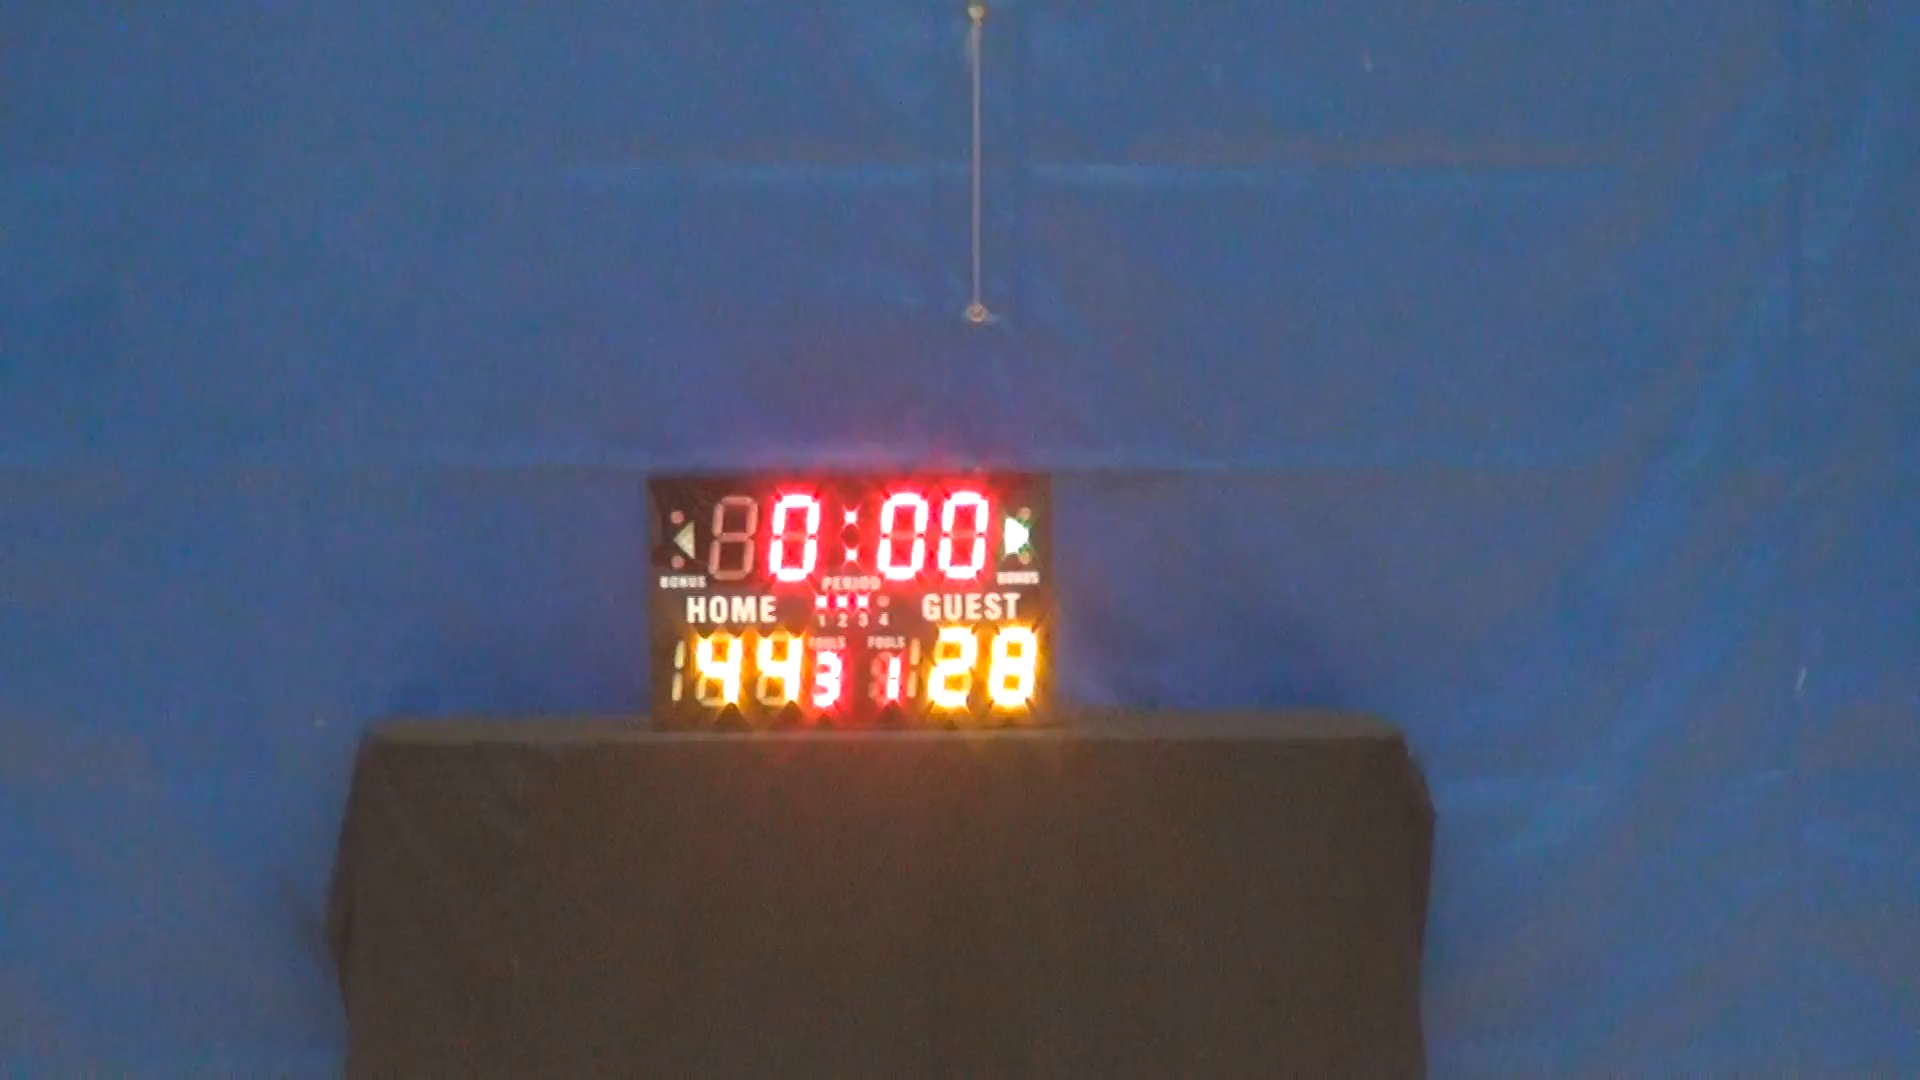 0:00
BONUS PERIOD BONUS
HOME 1 2 3 4 GUEST
FOULS FOULS
44 3 1 28